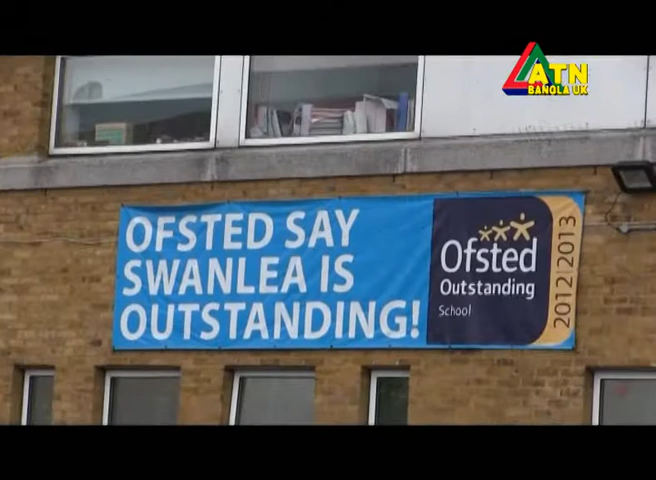 ATN
BANGLA UK
OFSTED SAY
SWANLEA IS
OUTSTANDING!
Ofsted
Outstanding
School
2012|2013